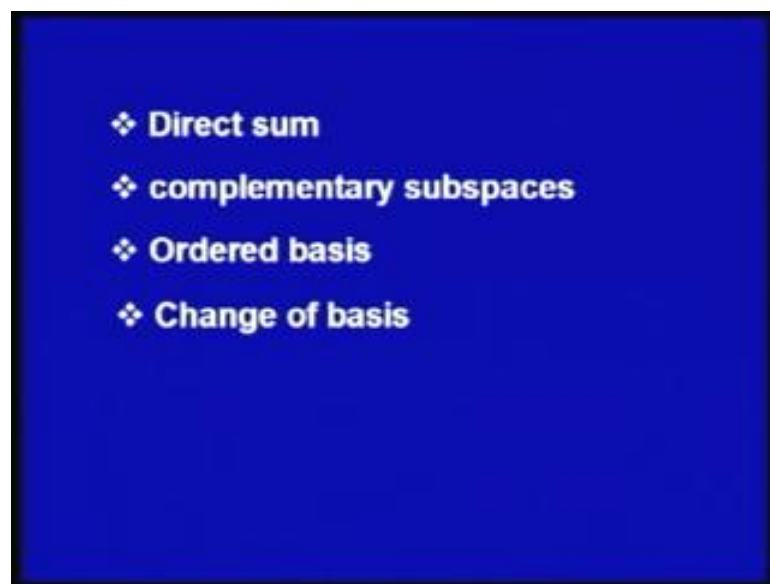 ❖ Direct sum
❖ complementary subspaces
❖ Ordered basis
❖ Change of basis